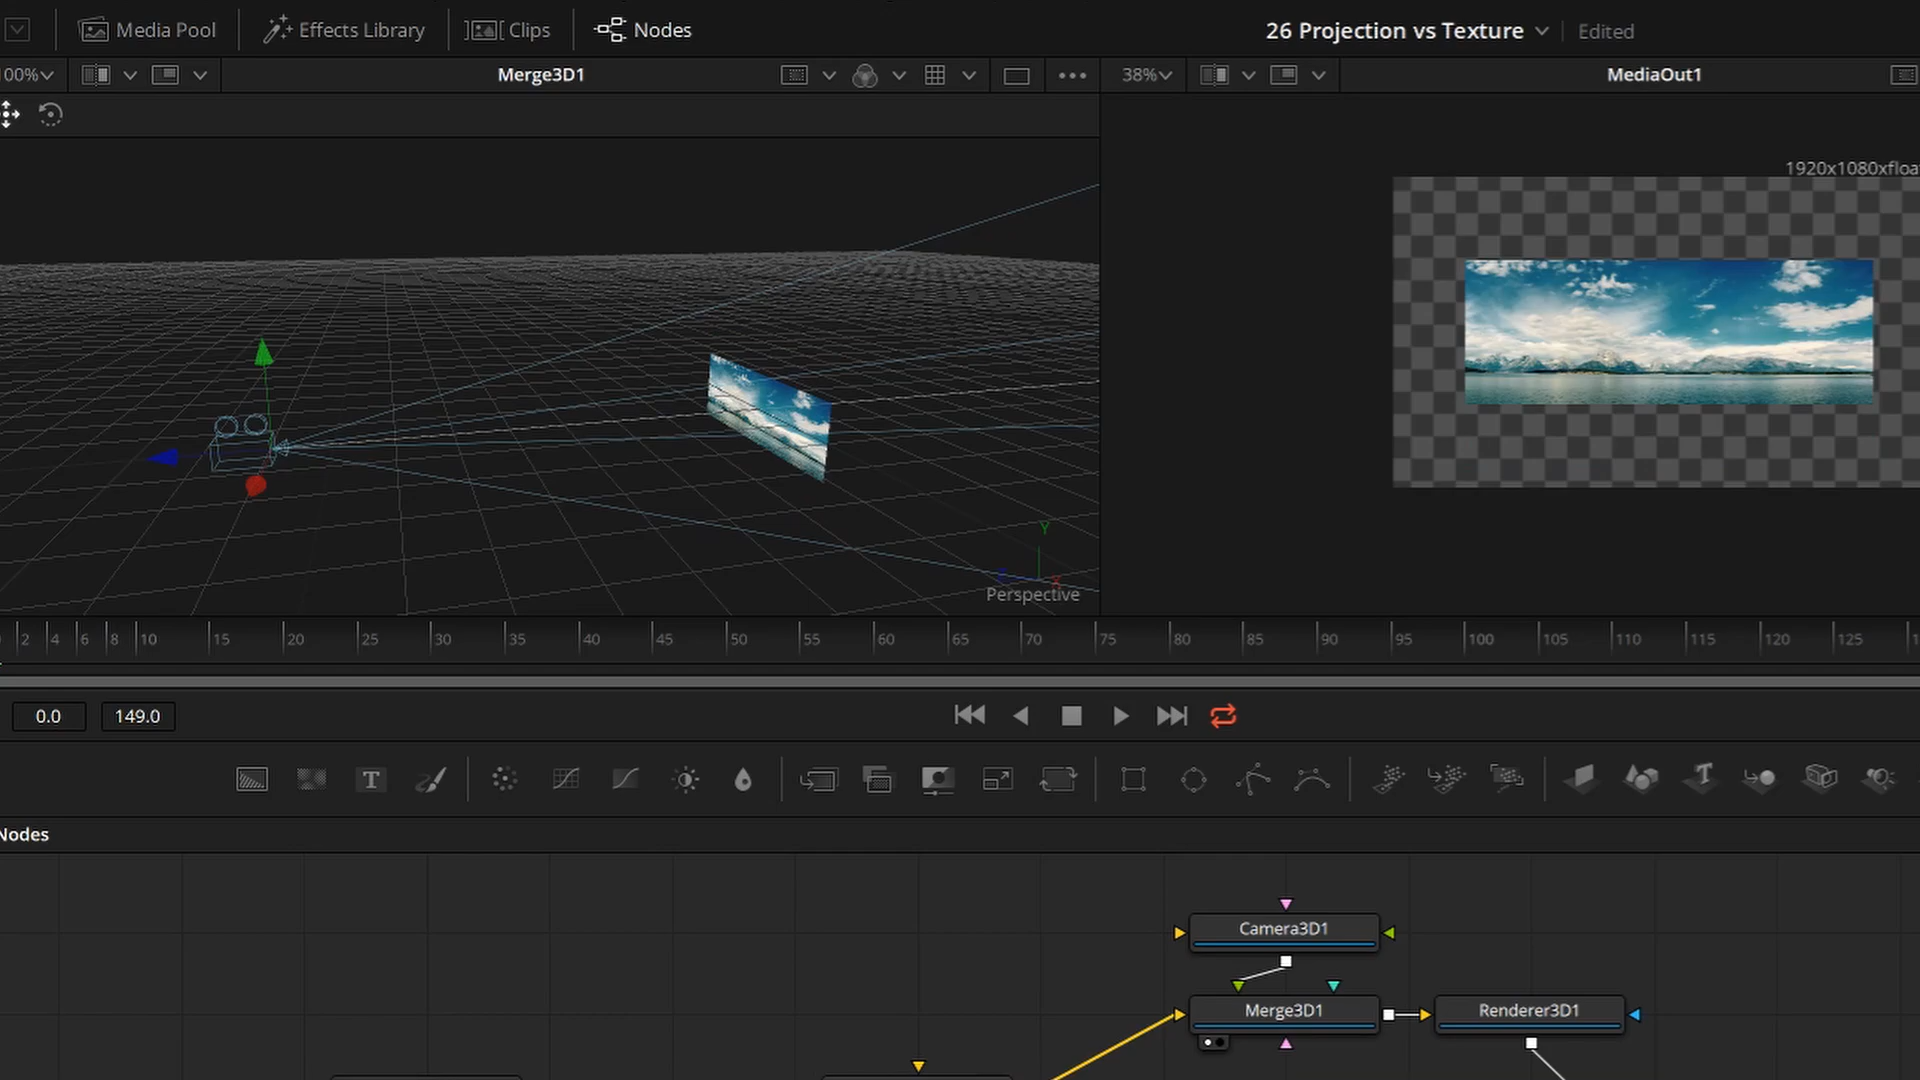 Media Pool
Effects Library
Clips
Nodes
26 Projection vs Texture
Edited
00%
Merge3D1
38%
MediaOut1
1920x1080xfloa
Y
Perspective
2 4 6 8 10 15 20 25 30 35 40 45 50 55 60 65 70 75 80 85 90 95 100 105 110 115 120 125
0.0
149.0
Nodes
Camera3D1
Merge3D1
Renderer3D1